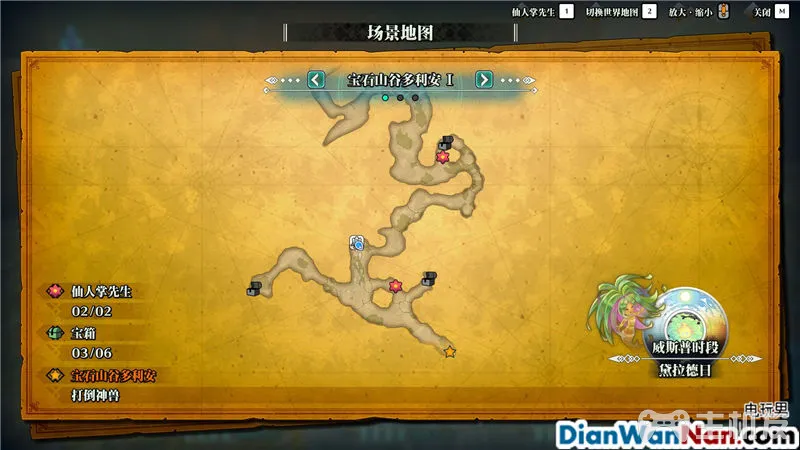 仙人掌先生 1 切换世界地图 2 放大·缩小 关闭 M
场景地图
宝石山谷多利安 I
仙人掌先生
02/02
宝箱
03/06
宝石山谷多利安
打倒神兽
威斯普时段
黛拉德日
电玩男
DianWanNan.com